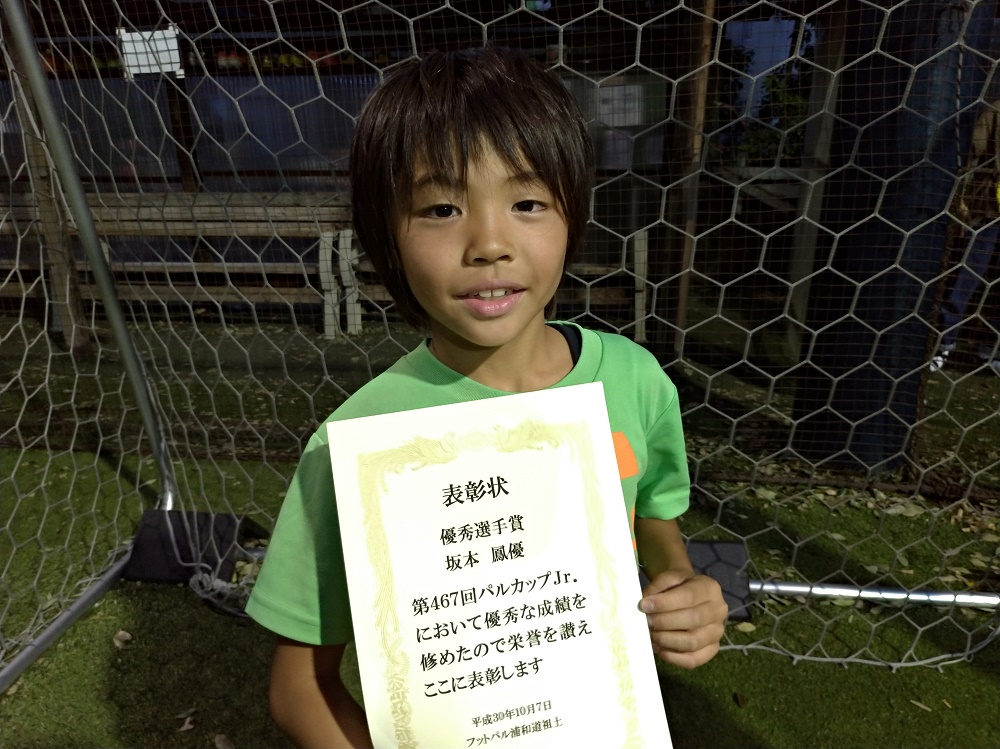 表彰状
優秀選手賞
坂本 鳳優
第467回パルカップJr.
において優秀な成績を
修めたので栄誉を讃え
ここに表彰します
平成30年10月7日
フットパル浦和道祖土